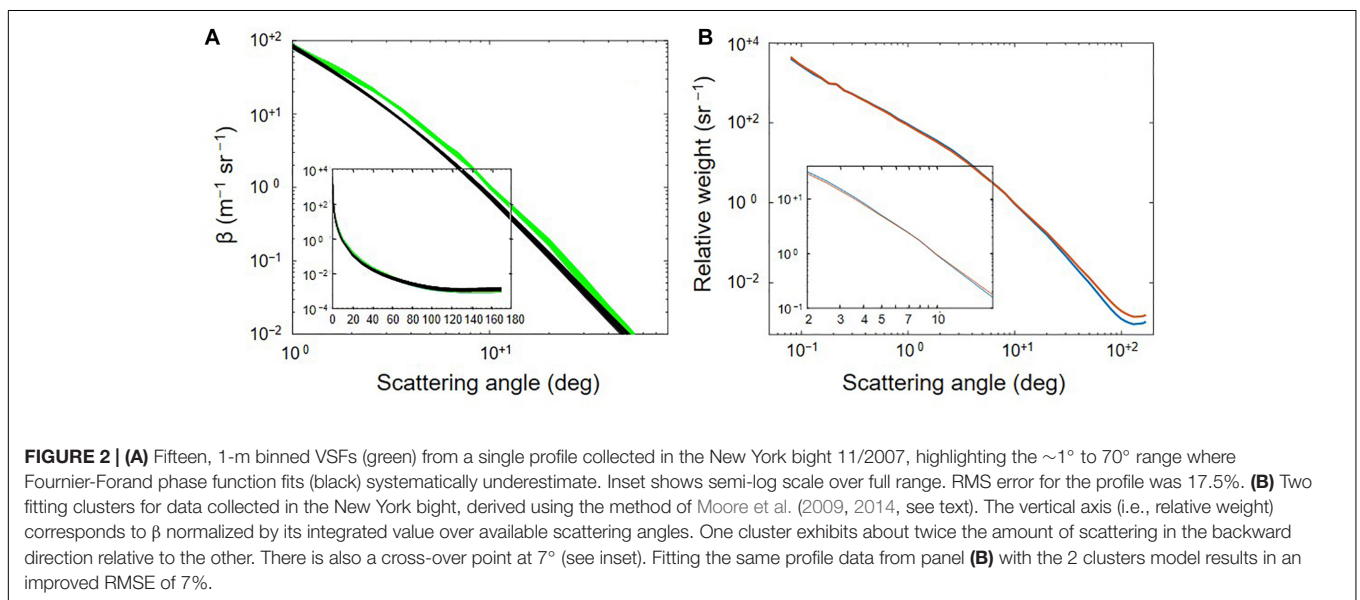 A
10⁺²
10⁺¹
10⁰
10⁻¹
10⁻²
β (m⁻¹ sr⁻¹)
10⁺⁴
10⁺²
10⁰
10⁻²
10⁻⁴
0 20 40 60 80 100 120 140 160 180
10⁰ 10⁺¹
Scattering angle (deg)
B
10⁺⁴
10⁺²
10⁰
10⁻²
Relative weight (sr⁻¹)
10⁺¹
10⁰
10⁻¹
2 3 4 5 7 10
10⁻¹ 10⁰ 10⁺¹ 10⁺²
Scattering angle (deg)
FIGURE 2 | (A) Fifteen, 1-m binned VSFs (green) from a single profile collected in the New York bight 11/2007, highlighting the ∼1° to 70° range where
Fournier-Forand phase function fits (black) systematically underestimate. Inset shows semi-log scale over full range. RMS error for the profile was 17.5%. (B) Two
fitting clusters for data collected in the New York bight, derived using the method of Moore et al. (2009, 2014, see text). The vertical axis (i.e., relative weight)
corresponds to β normalized by its integrated value over available scattering angles. One cluster exhibits about twice the amount of scattering in the backward
direction relative to the other. There is also a cross-over point at 7° (see inset). Fitting the same profile data from panel (B) with the 2 clusters model results in an
improved RMSE of 7%.